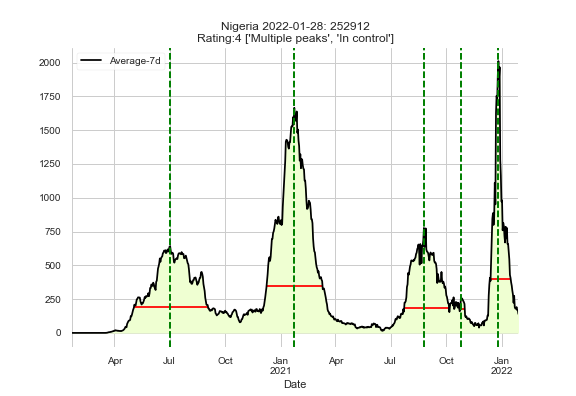 Nigeria 2022-01-28: 252912
Rating:4 ['Multiple peaks', 'In control']
Average-7d
2000
1750
1500
1250
1000
750
500
250
0
Apr Jul Oct Jan Apr Jul Oct Jan
2021 2022
Date